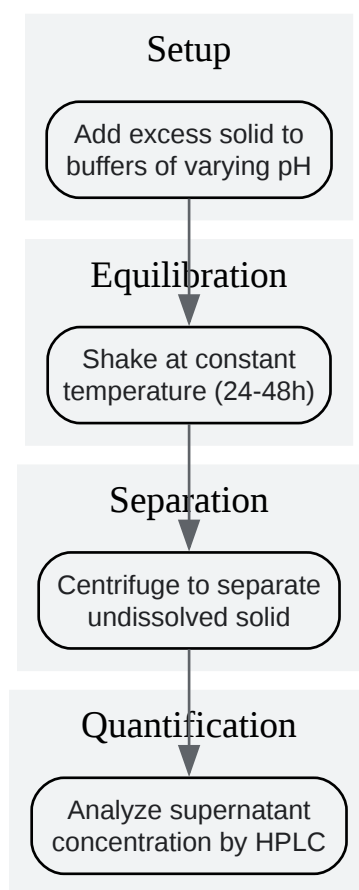 Setup
Add excess solid to
buffers of varying pH
Equilibration
Shake at constant
temperature (24-48h)
Separation
Centrifuge to separate
undissolved solid
Quantification
Analyze supernatant
concentration by HPLC